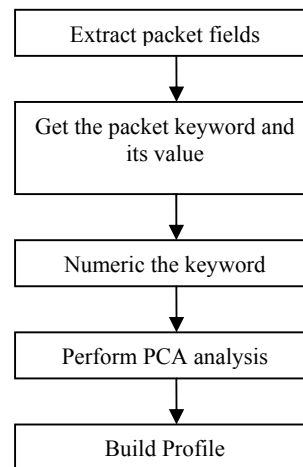 Extract packet fields
Get the packet keyword and
its value
Numeric the keyword
Perform PCA analysis
Build Profile